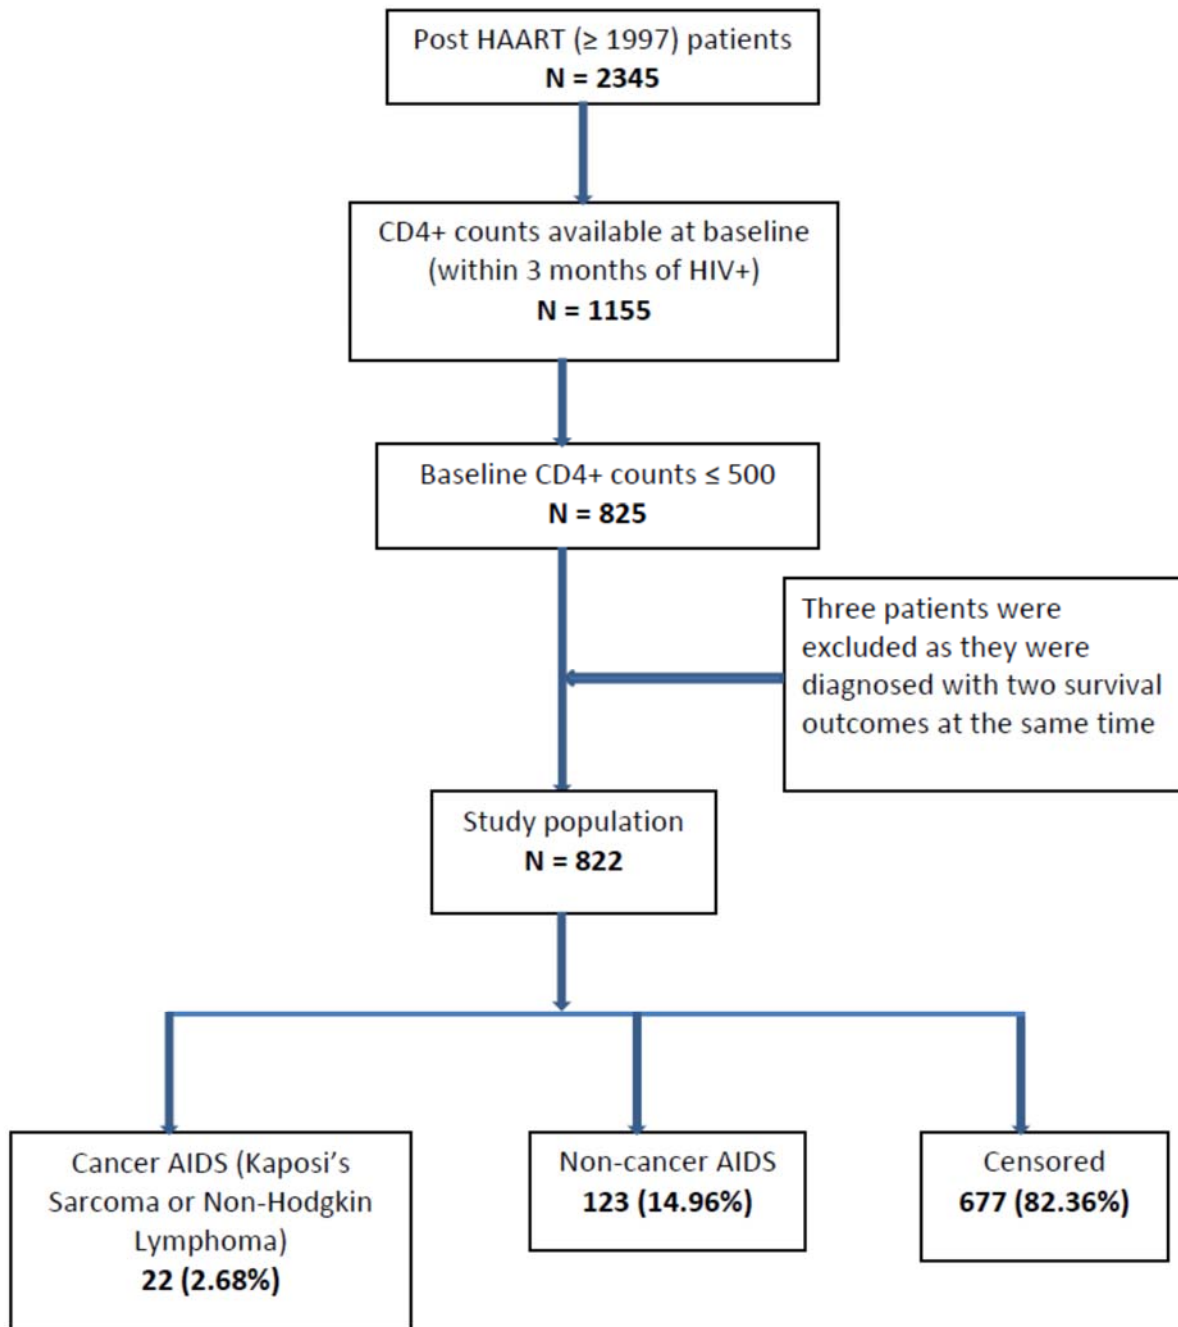 Post HAART (≥ 1997) patients
N = 2345
CD4+ counts available at baseline
(within 3 months of HIV+)
N = 1155
Baseline CD4+ counts ≤ 500
N = 825
Three patients were
excluded as they were
diagnosed with two survival
outcomes at the same time
Study population
N = 822
Cancer AIDS (Kaposi's
Sarcoma or Non-Hodgkin
Lymphoma)
22 (2.68%)
Non-cancer AIDS
123 (14.96%)
Censored
677 (82.36%)